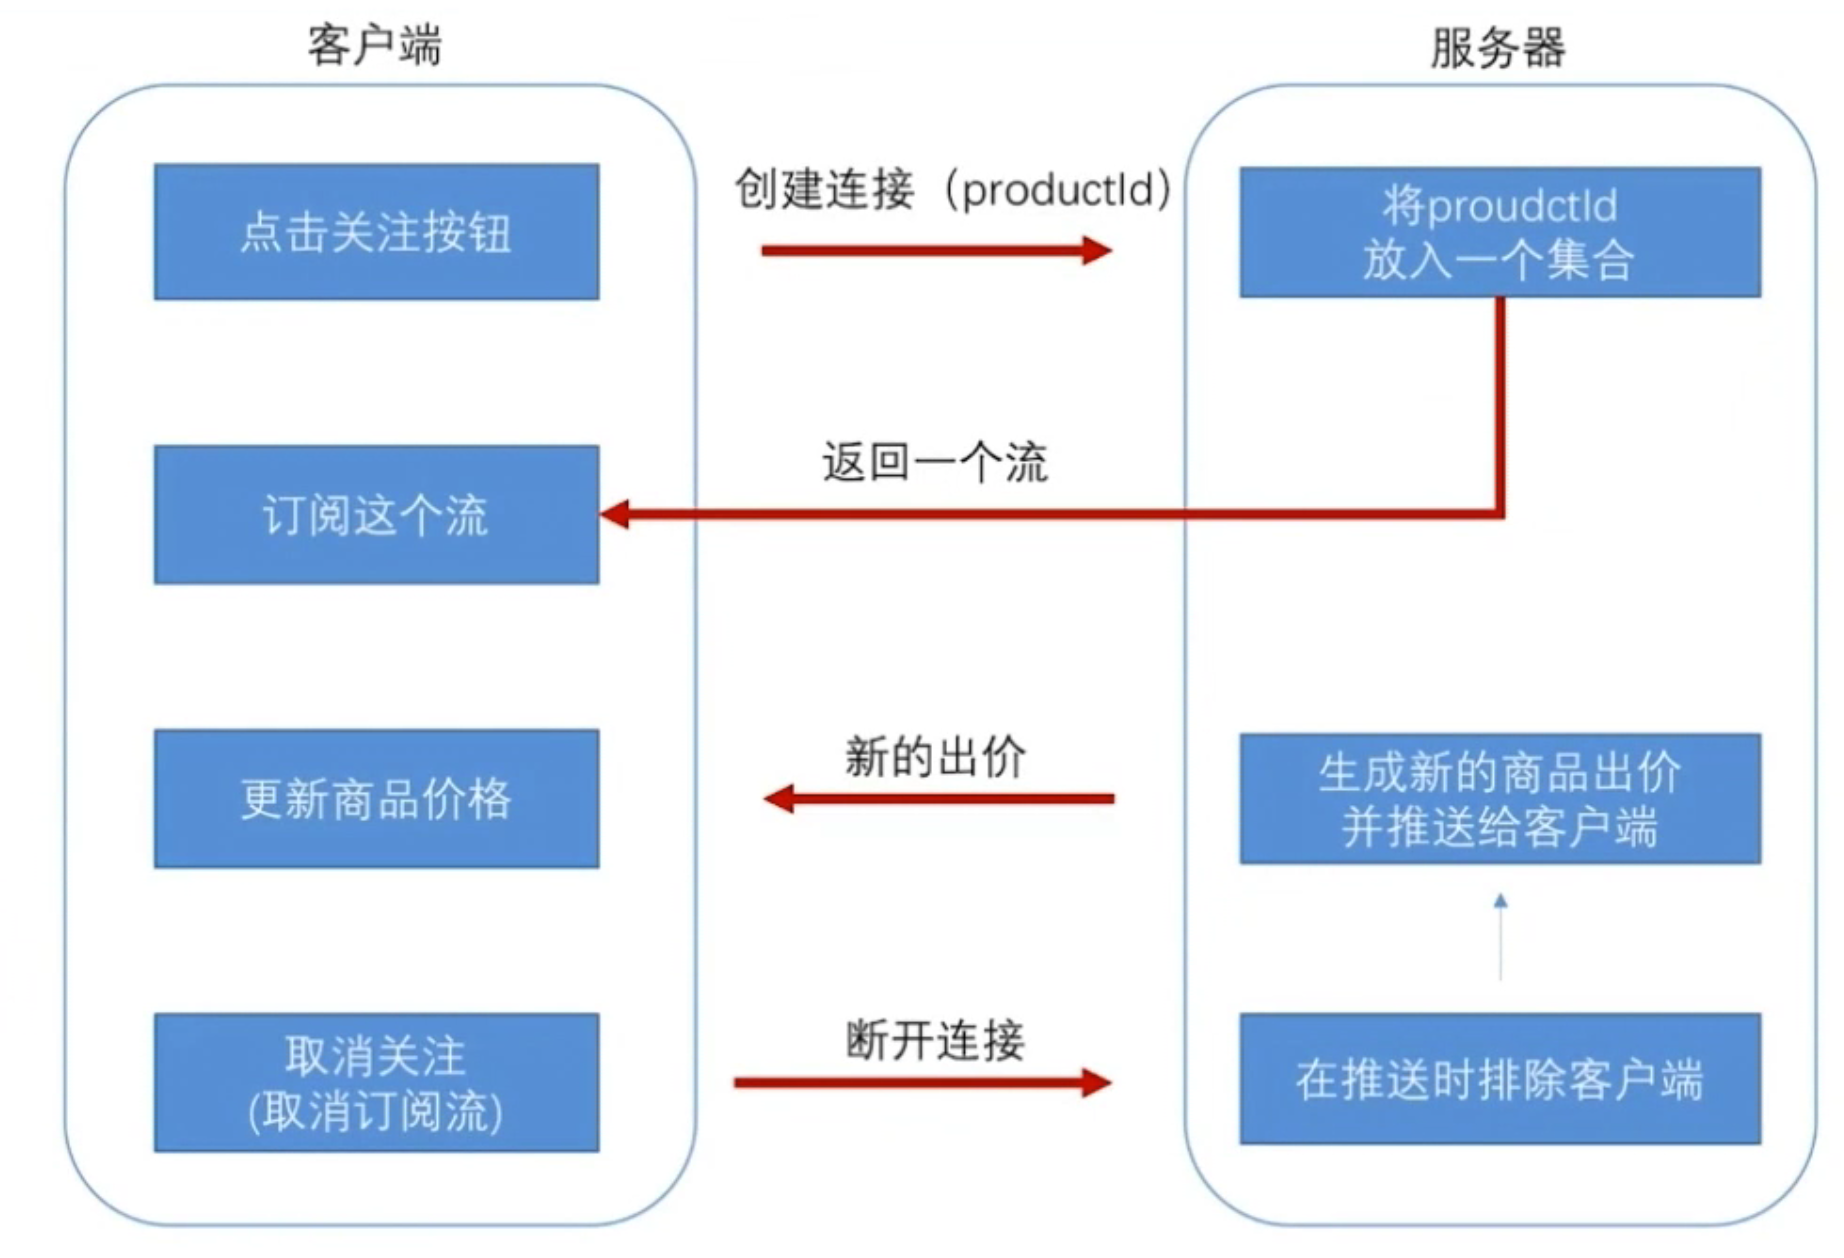 客户端
服务器
点击关注按钮
创建连接（productId）
将proudctId
放入一个集合
返回一个流
订阅这个流
新的出价
更新商品价格
生成新的商品出价
并推送给客户端
断开连接
取消关注
(取消订阅流)
在推送时排除客户端